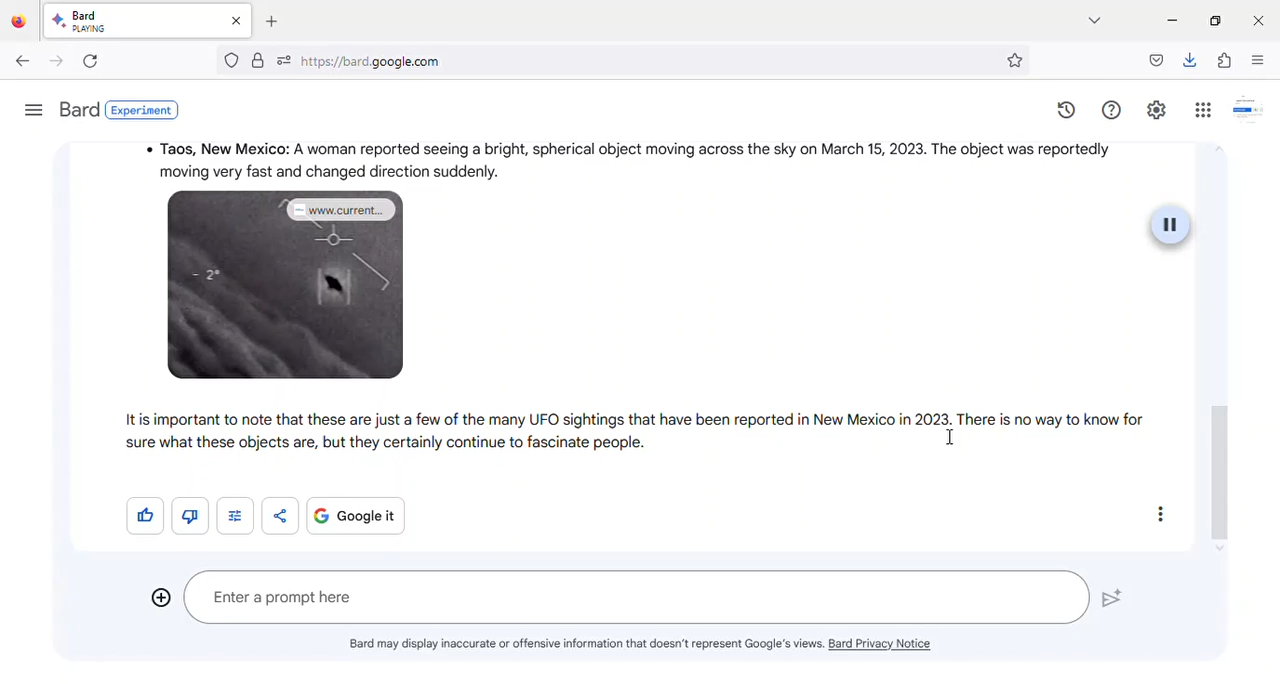 Bard
PLAYING
https://bard.google.com
Bard Experiment
• Taos, New Mexico: A woman reported seeing a bright, spherical object moving across the sky on March 15, 2023. The object was reportedly
moving very fast and changed direction suddenly.
www.current...
- 2°
It is important to note that these are just a few of the many UFO sightings that have been reported in New Mexico in 2023. There is no way to know for
sure what these objects are, but they certainly continue to fascinate people.
Google it
Enter a prompt here
Bard may display inaccurate or offensive information that doesn't represent Google's views. Bard Privacy Notice